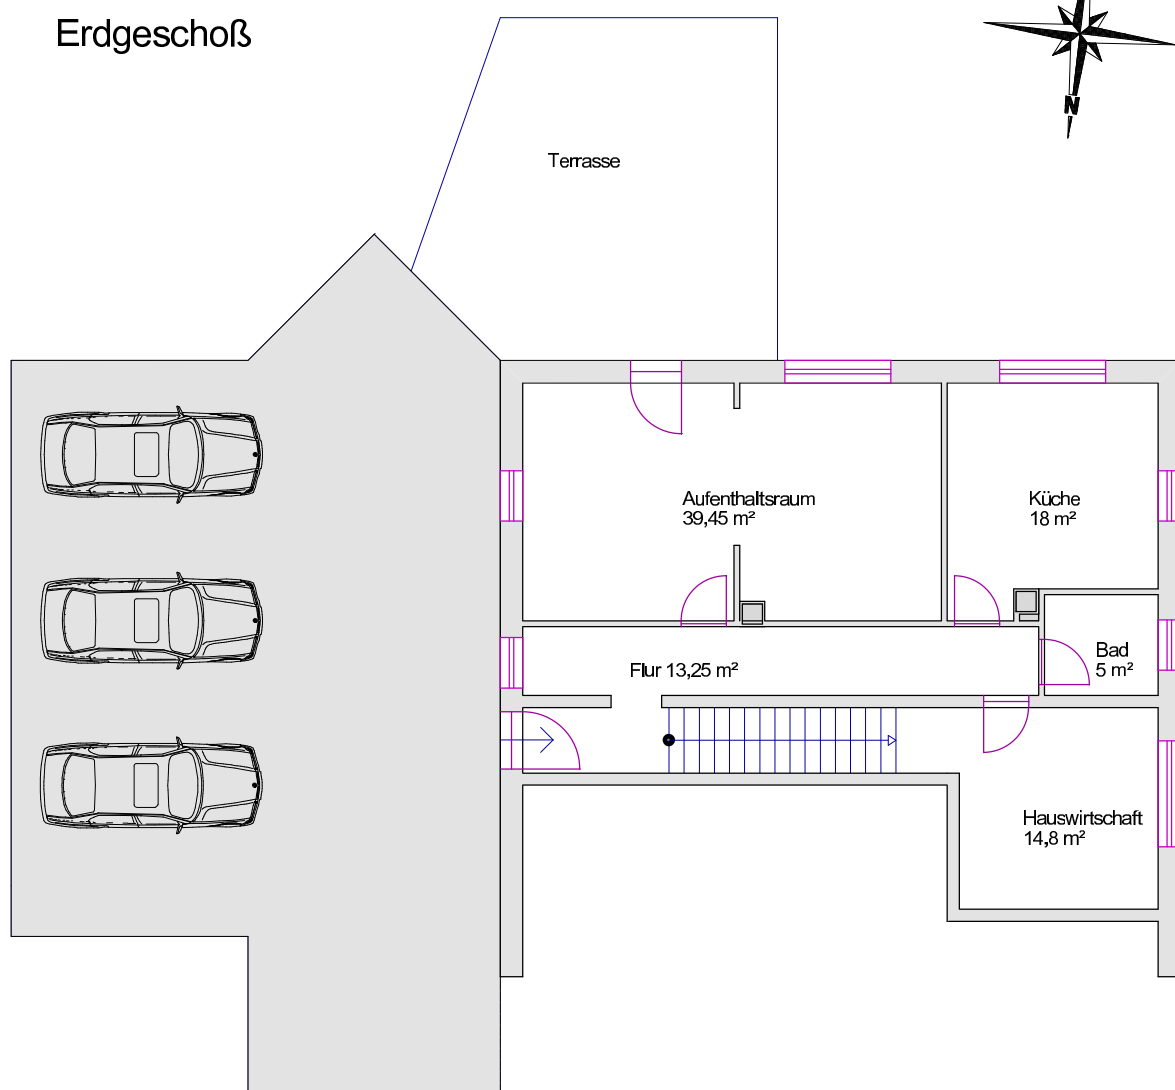 Erdgeschoß
N
Terrasse
Aufenthaltsraum
39,45 m²
Küche
18 m²
Flur 13,25 m²
Bad
5 m²
Hauswirtschaft
14,8 m²